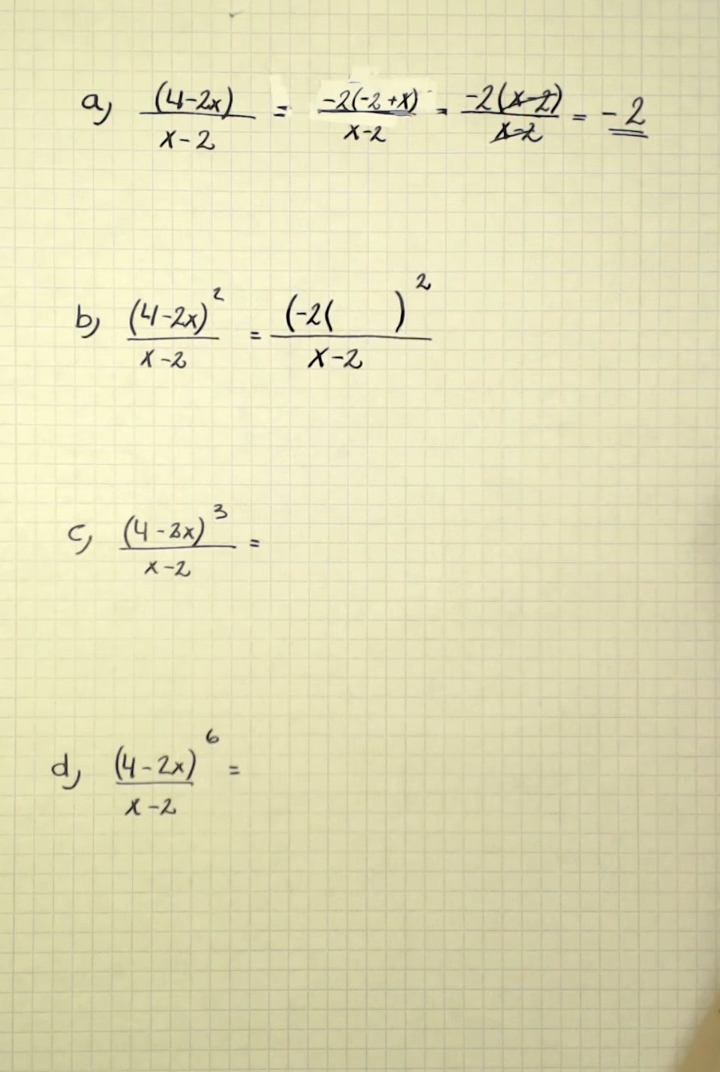 a) (4-2x)/(x-2) = -2(-2+x)/(x-2) = -2(x-2)/(x-2) = -2
b) (4-2x)²/(x-2) = (-2( )²/(x-2)
c) (4-2x)³/(x-2) =
d) (4-2x)⁶/(x-2) =